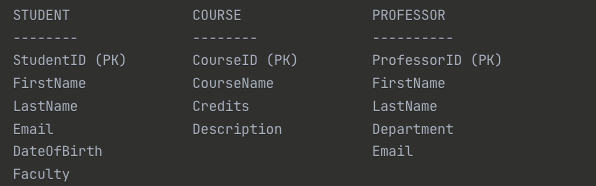 STUDENT COURSE PROFESSOR
-------- -------- ----------
StudentID (PK) CourseID (PK) ProfessorID (PK)
FirstName CourseName FirstName
LastName Credits LastName
Email Description Department
DateOfBirth Email
Faculty